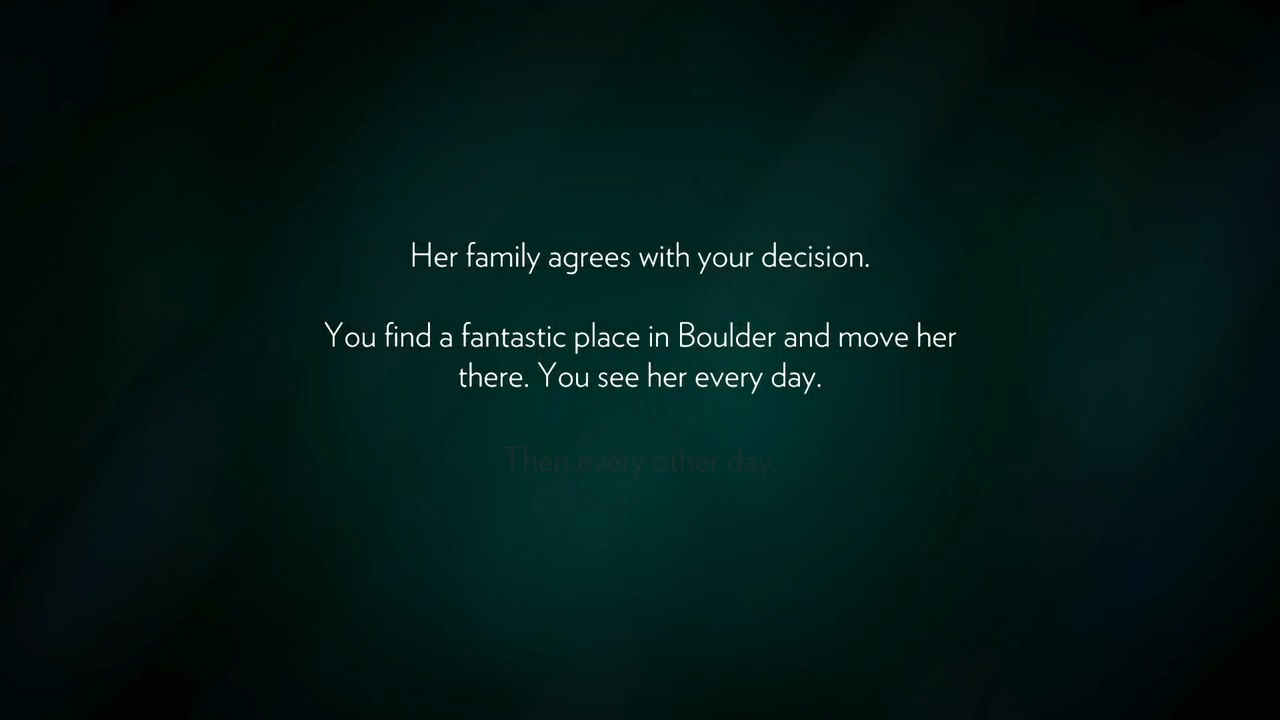 Her family agrees with your decision.
You find a fantastic place in Boulder and move her
there. You see her every day.
Then every other day.